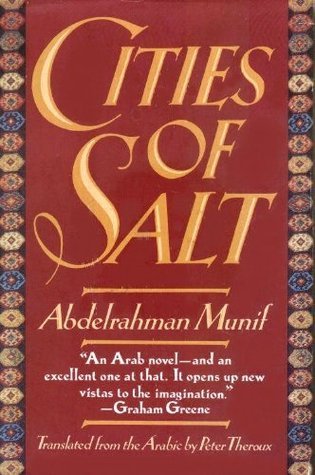 CITIES
OF
SALT
Abdelrahman Munif
"An Arab novel—and an
excellent one at that. It opens up new
vistas to the imagination."
—Graham Greene
Translated from the Arabic by Peter Theroux